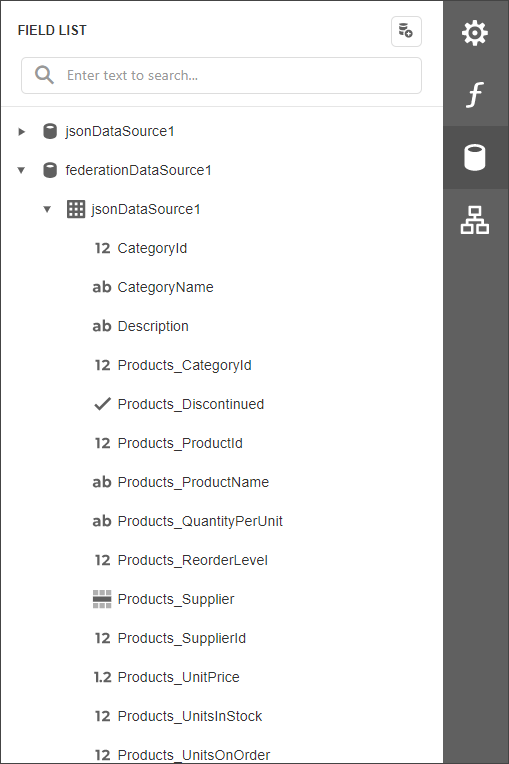 FIELD LIST
Enter text to search...
jsonDataSource1
federationDataSource1
jsonDataSource1
12 CategoryId
ab CategoryName
ab Description
12 Products_CategoryId
Products_Discontinued
12 Products_ProductId
ab Products_ProductName
ab Products_QuantityPerUnit
12 Products_ReorderLevel
Products_Supplier
12 Products_SupplierId
1.2 Products_UnitPrice
12 Products_UnitsInStock
12 Products_UnitsOnOrder
f